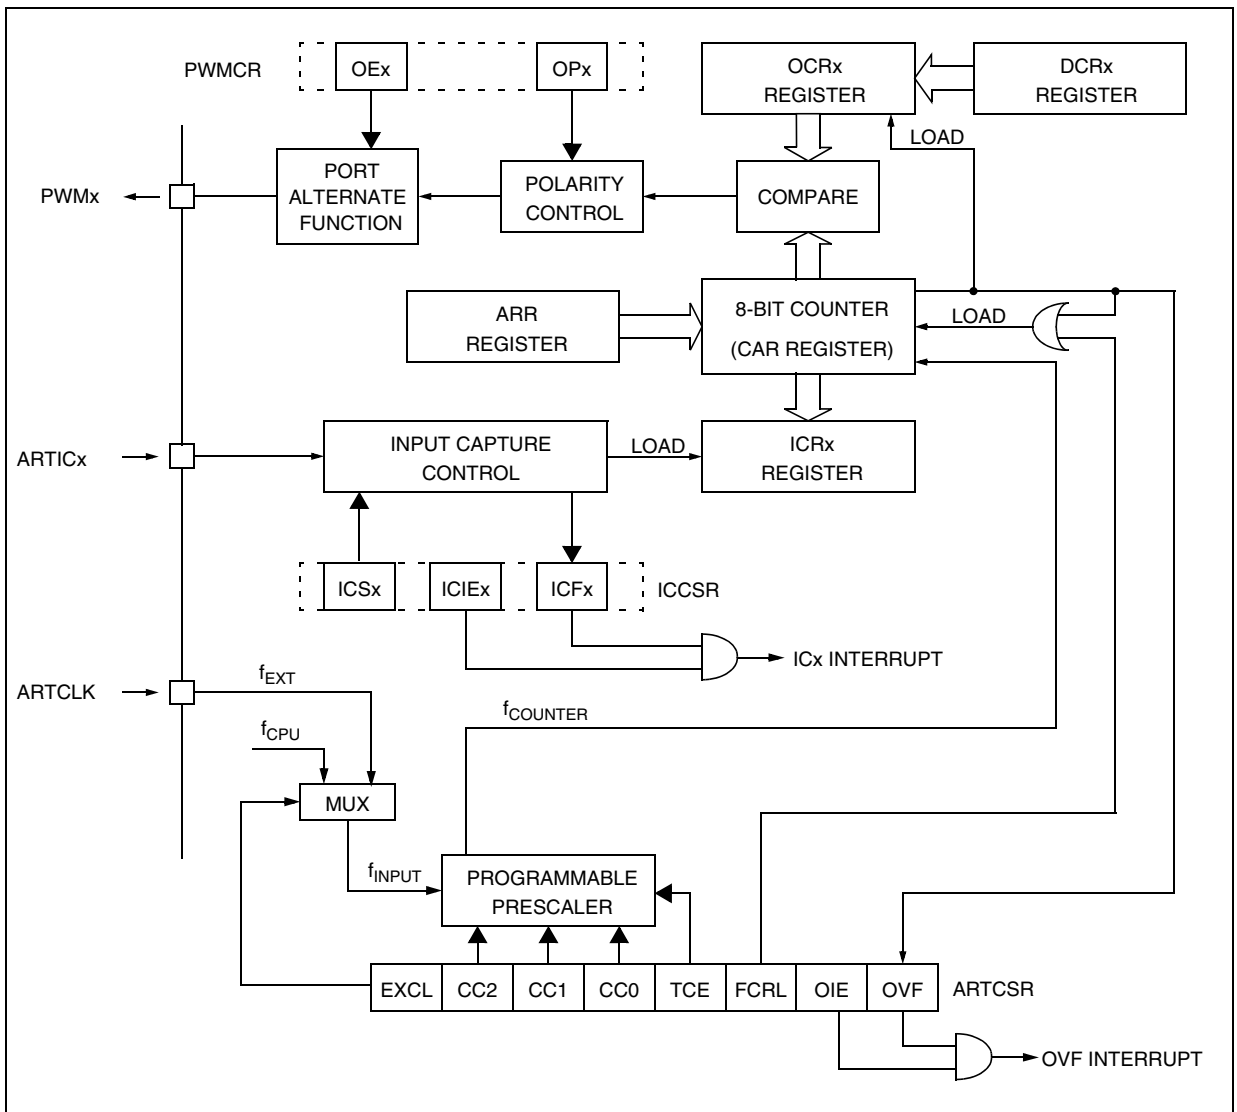 PWMCR
OEx
OPx
OCRx
REGISTER
DCRx
REGISTER
LOAD
PWMx
PORT
ALTERNATE
FUNCTION
POLARITY
CONTROL
COMPARE
ARR
REGISTER
8-BIT COUNTER
(CAR REGISTER)
LOAD
ARTICx
INPUT CAPTURE
CONTROL
LOAD
ICRx
REGISTER
ICSx
ICIEx
ICFx
ICCSR
ICx INTERRUPT
ARTCLK
fEXT
fCPU
fCOUNTER
MUX
fINPUT
PROGRAMMABLE
PRESCALER
EXCL
CC2
CC1
CC0
TCE
FCRL
OIE
OVF
ARTCSR
OVF INTERRUPT